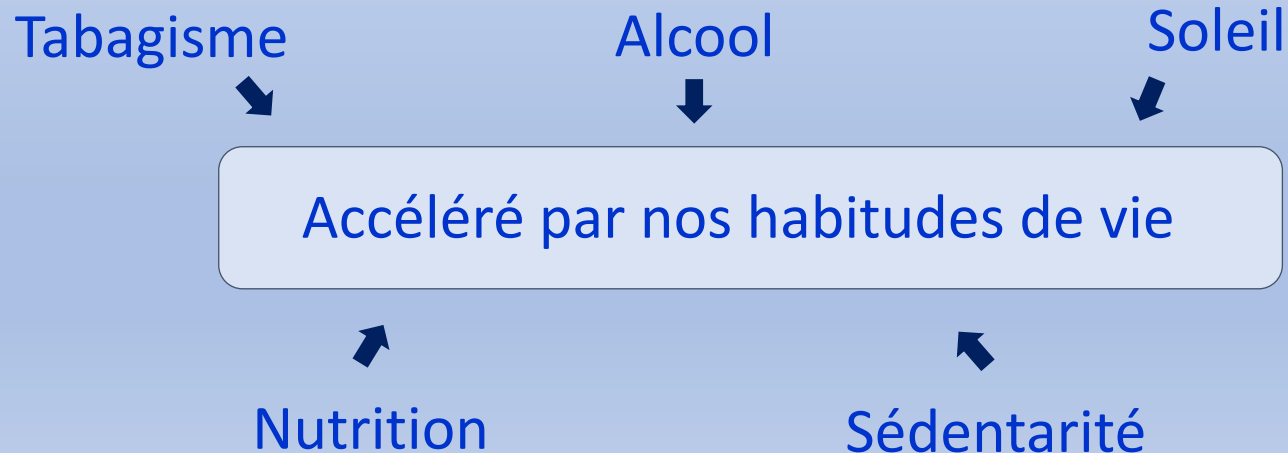 Tabagisme
Alcool
Soleil
Accéléré par nos habitudes de vie
Nutrition
Sédentarité